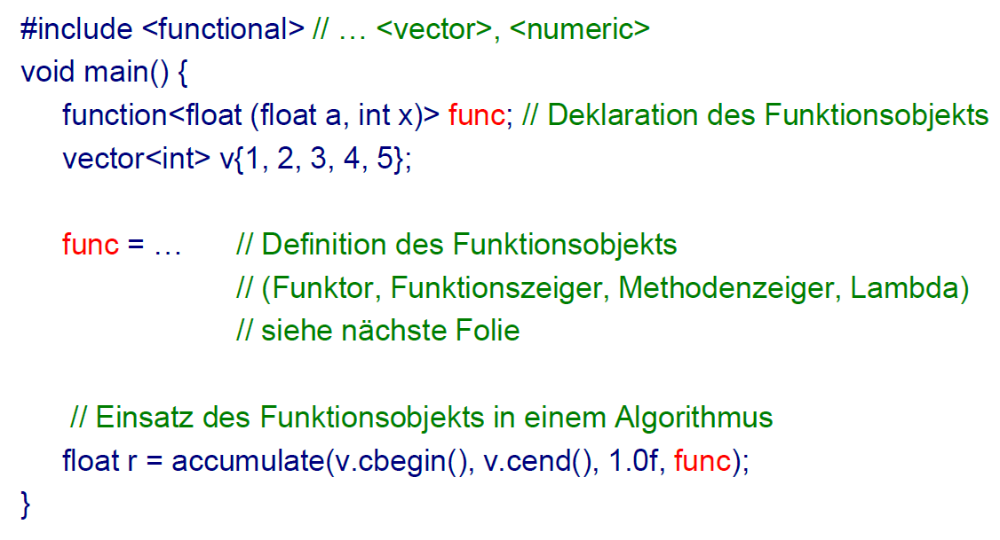 #include <functional> // … <vector>, <numeric>
void main() {
function<float (float a, int x)> func; // Deklaration des Funktionsobjekts
vector<int> v{1, 2, 3, 4, 5};
func = … // Definition des Funktionsobjekts
// (Funktor, Funktionszeiger, Methodenzeiger, Lambda)
// siehe nächste Folie
// Einsatz des Funktionsobjekts in einem Algorithmus
float r = accumulate(v.cbegin(), v.cend(), 1.0f, func);
}